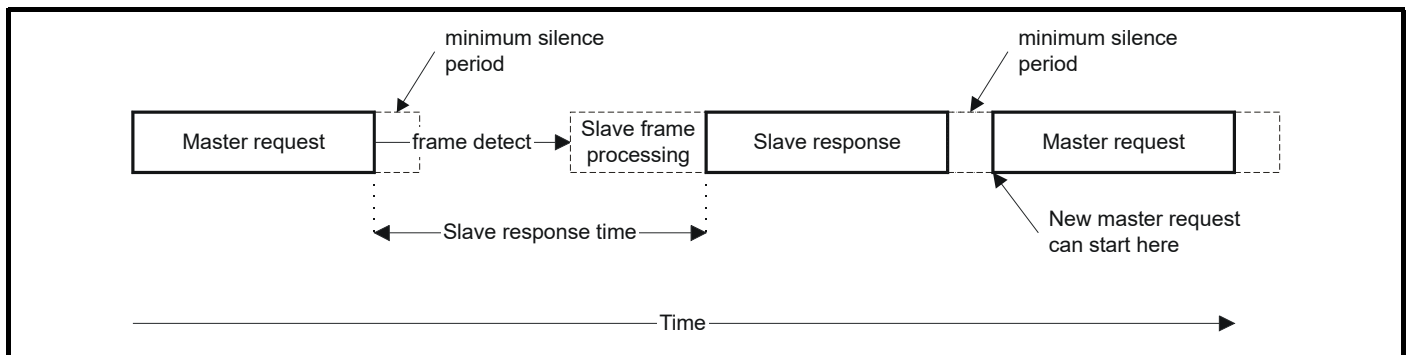 minimum silence
period
minimum silence
period
Master request
frame detect
Slave frame
processing
Slave response
Master request
Slave response time
New master request
can start here
Time